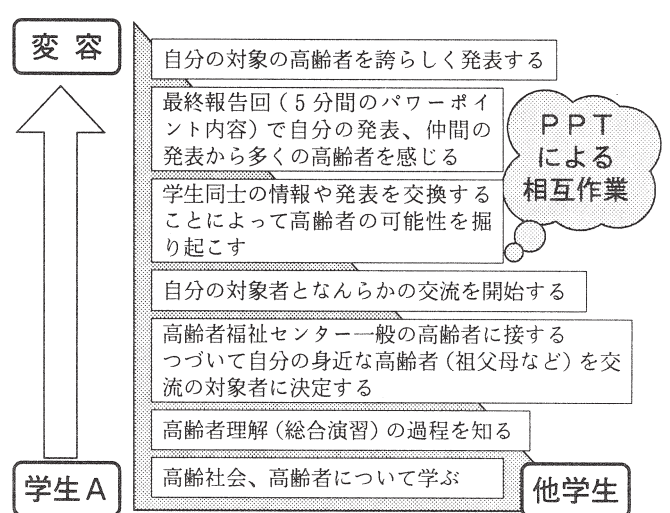 変容
自分の対象の高齢者を誇らしく発表する
最終報告回（5分間のパワーポイ
ント内容）で自分の発表、仲間の
発表から多くの高齢者を感じる
PPT
による
相互作業
学生同士の情報や発表を交換する
ことによって高齢者の可能性を掘
り起こす
自分の対象者となんらかの交流を開始する
高齢者福祉センター一般の高齢者に接する
つづいて自分の身近な高齢者（祖父母など）を交
流の対象者に決定する
高齢者理解（総合演習）の過程を知る
高齢社会、高齢者について学ぶ
学生A
他学生